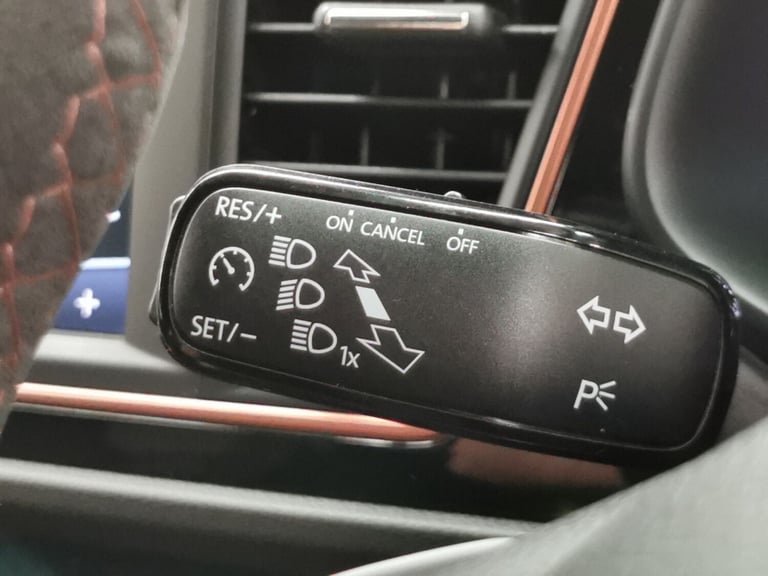 RES/+
ON CANCEL OFF
SET/−
1x
P